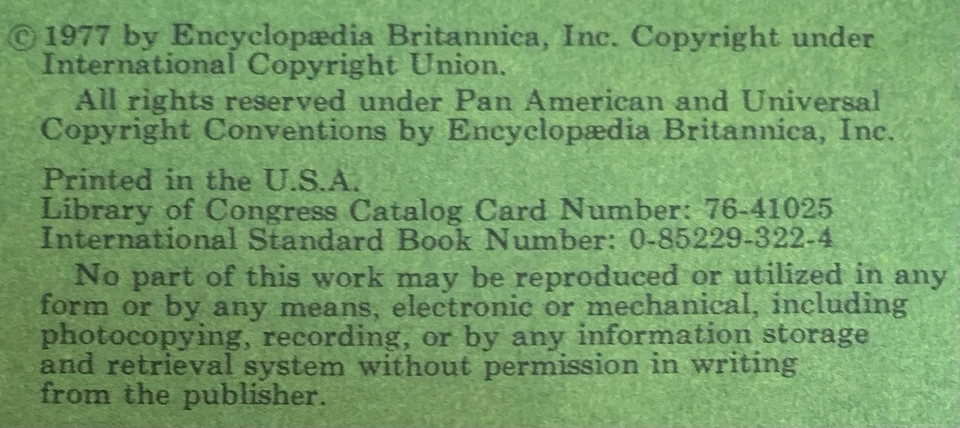 © 1977 by Encyclopædia Britannica, Inc. Copyright under
International Copyright Union.
All rights reserved under Pan American and Universal
Copyright Conventions by Encyclopædia Britannica, Inc.
Printed in the U.S.A.
Library of Congress Catalog Card Number: 76-41025
International Standard Book Number: 0-85229-322-4
No part of this work may be reproduced or utilized in any
form or by any means, electronic or mechanical, including
photocopying, recording, or by any information storage
and retrieval system without permission in writing
from the publisher.